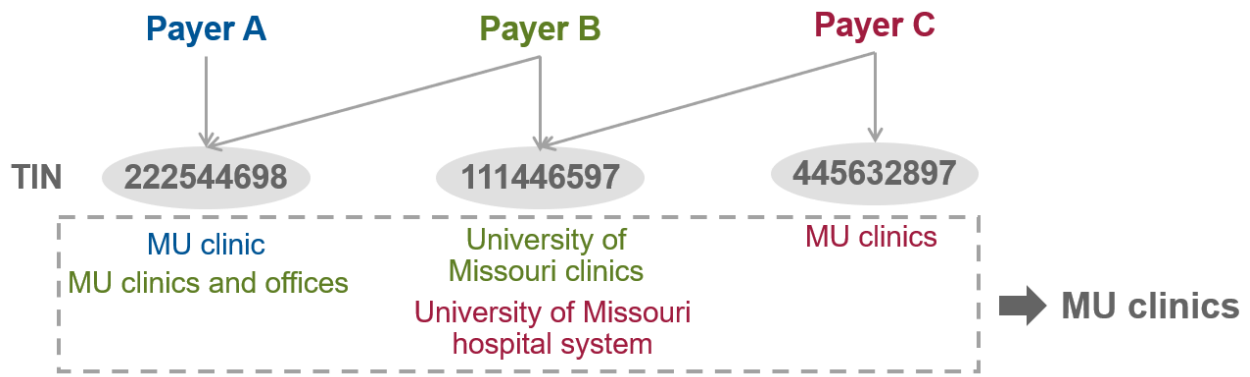 Payer A
Payer B
Payer C
TIN
222544698
111446597
445632897
MU clinic
MU clinics and offices
University of
Missouri clinics
University of Missouri
hospital system
MU clinics
MU clinics